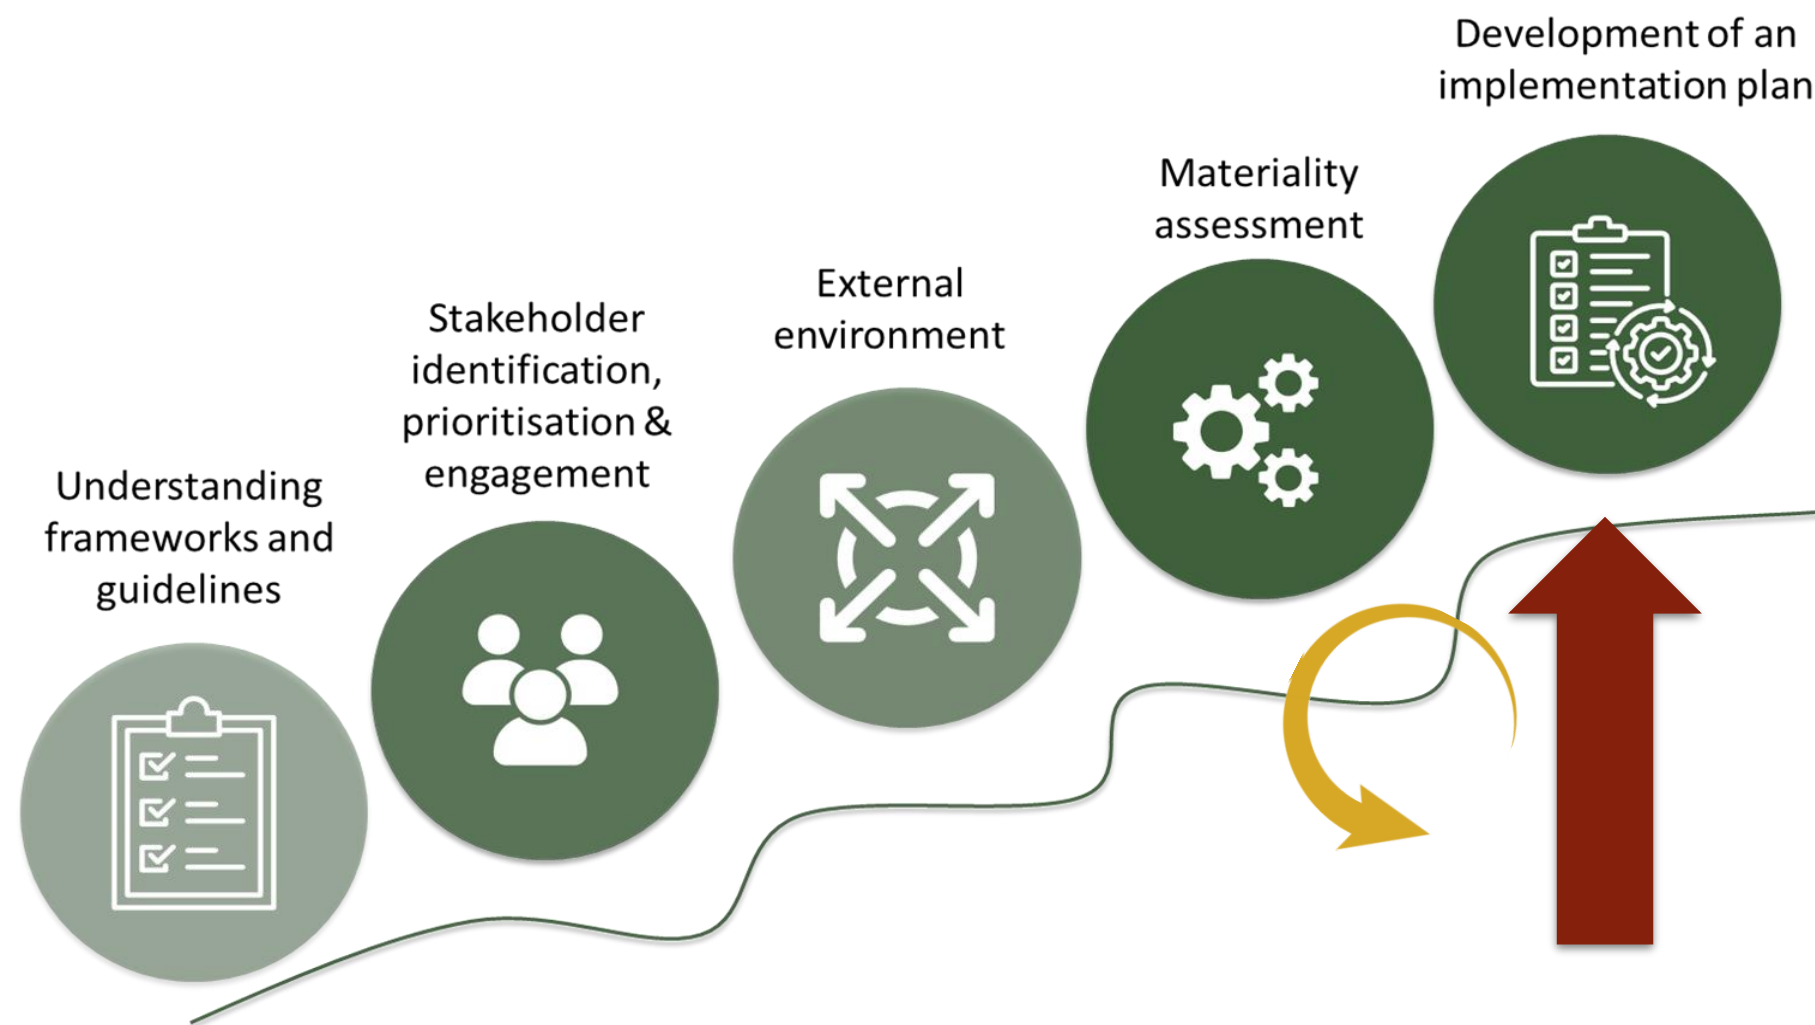 Understanding
frameworks and
guidelines
Stakeholder
identification,
prioritisation &
engagement
External
environment
Materiality
assessment
Development of an
implementation plan